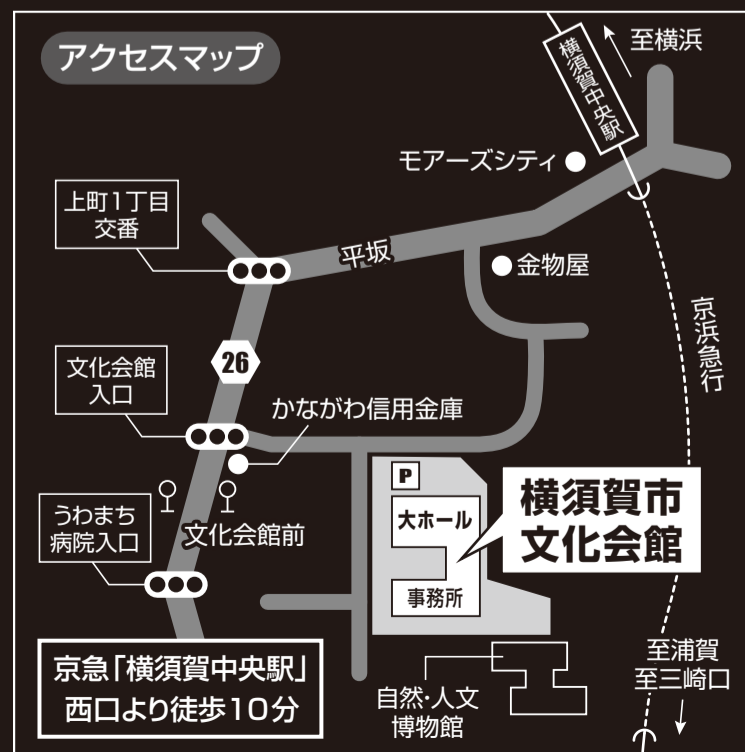 アクセスマップ
至横浜
横須賀中央駅
モアーズシティ
上町1丁目
交番
平坂
金物屋
京浜急行
26
文化会館
入口
かながわ信用金庫
P
大ホール
横須賀市
文化会館
うわまち
病院入口
文化会館前
事務所
京急「横須賀中央駅」
西口より徒歩10分
自然・人文
博物館
至浦賀
至三崎口